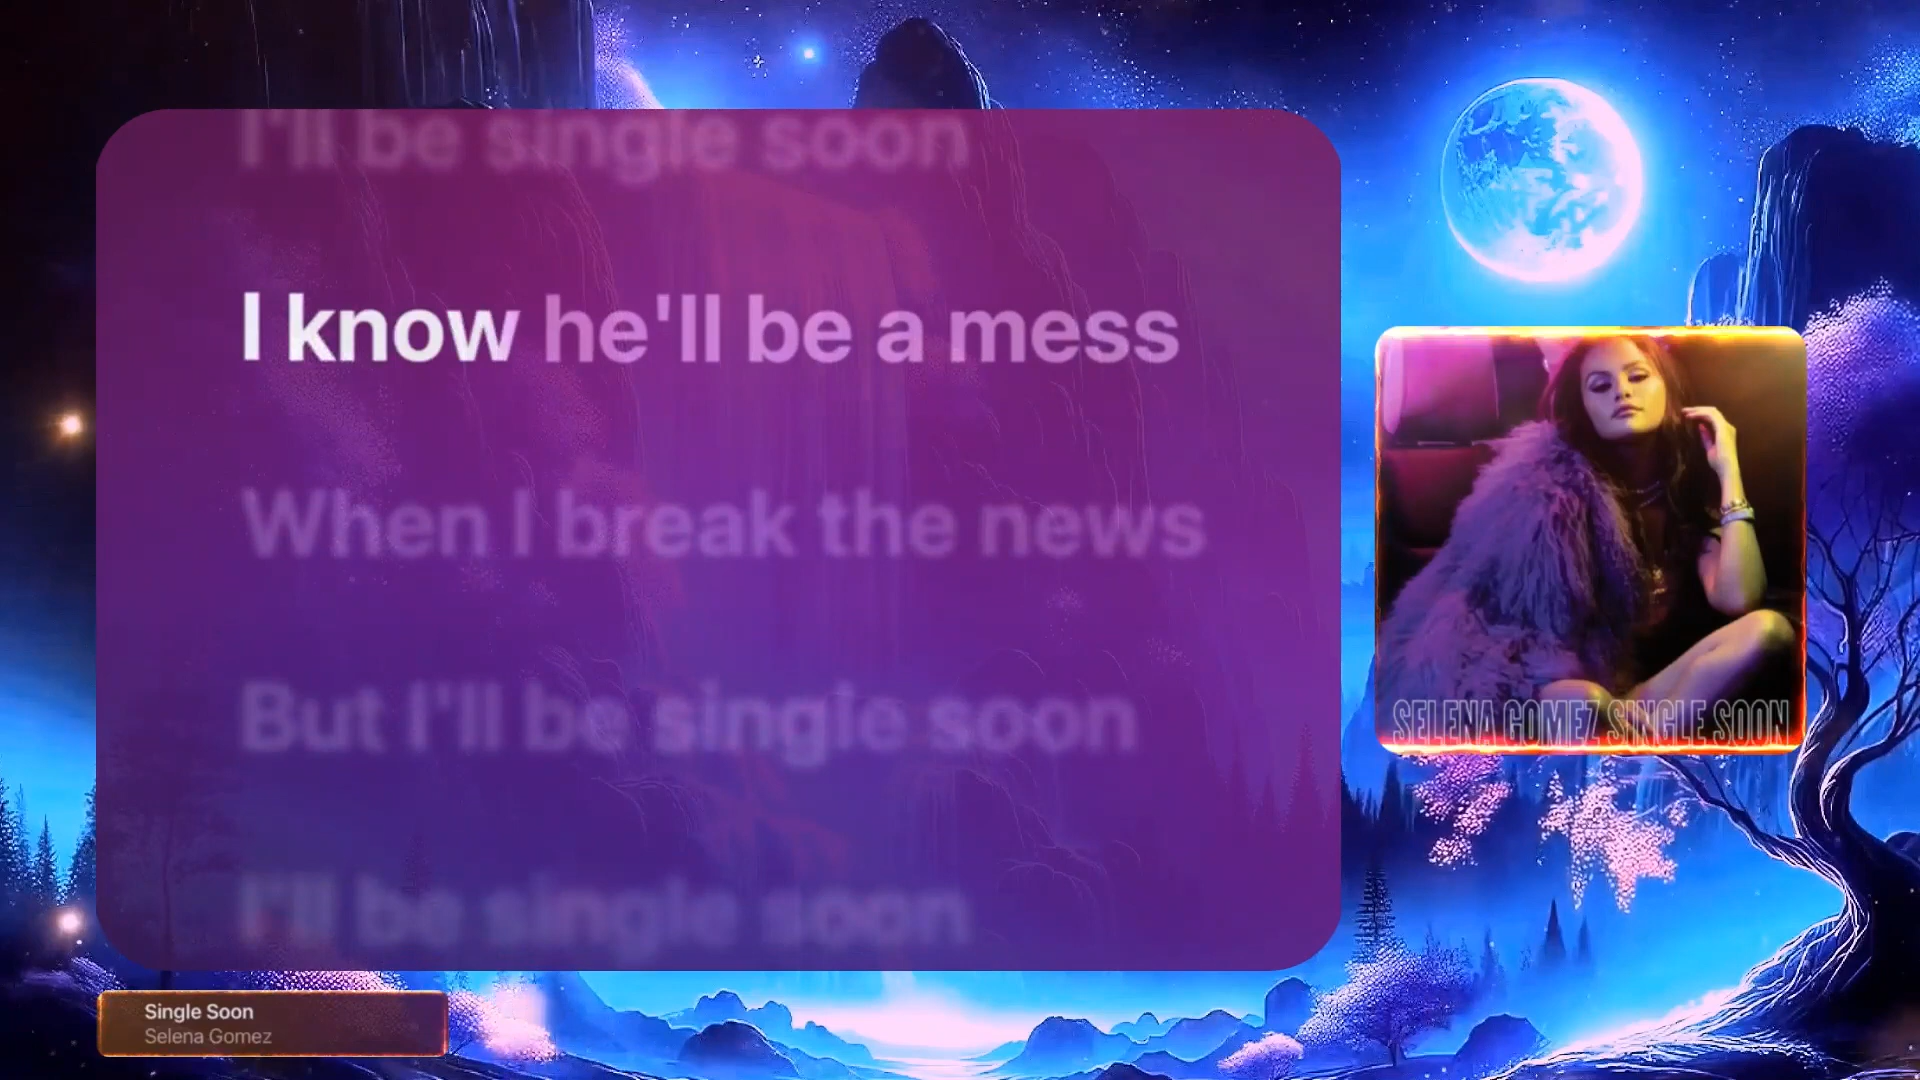 I'll be single soon
I know he'll be a mess
When I break the news
But I'll be single soon
I'll be single soon
SELENA GOMEZ SINGLE SOON
Single Soon
Selena Gomez